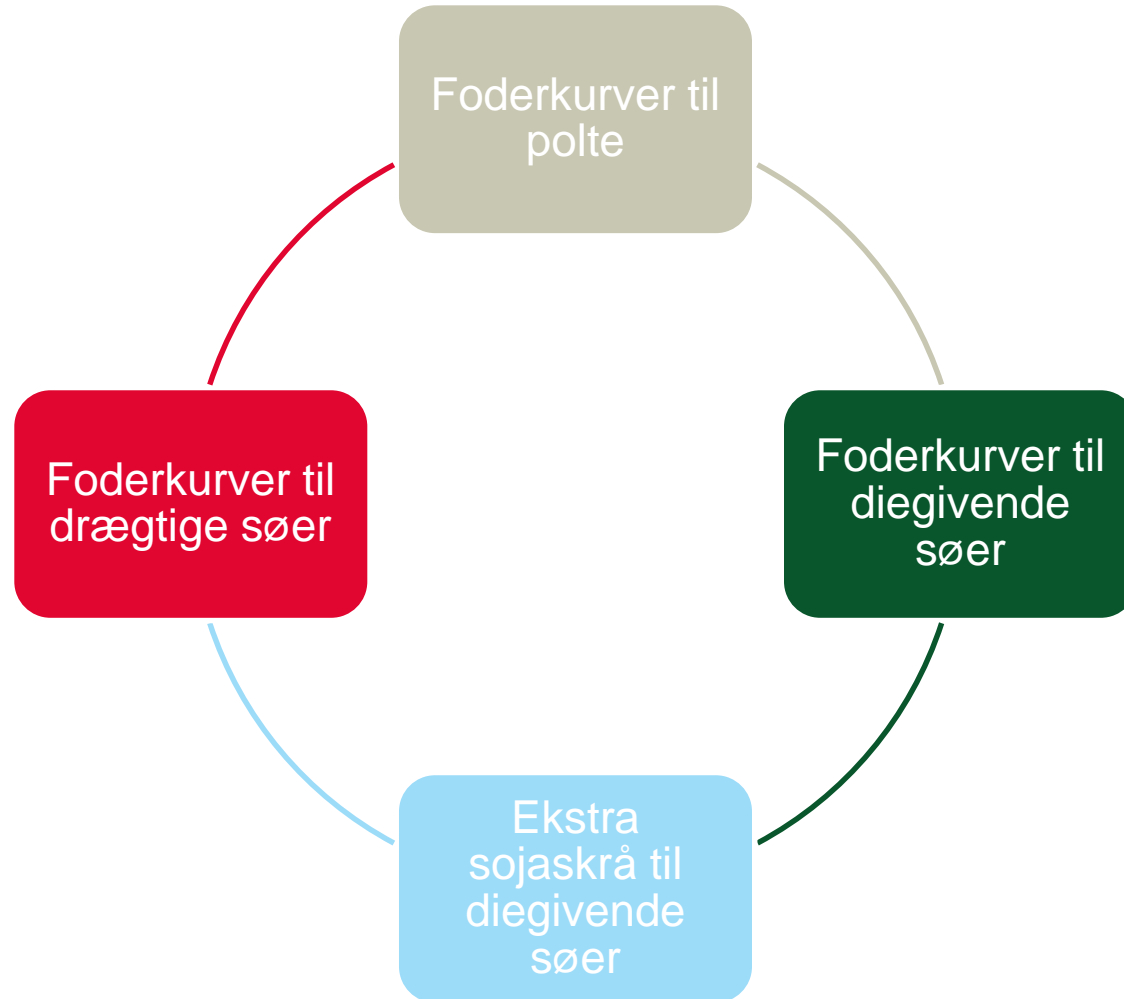 Foderkurver til
polte
Foderkurver til
diegivende
søer
Ekstra
sojaskrå til
diegivende
søer
Foderkurver til
drægtige søer